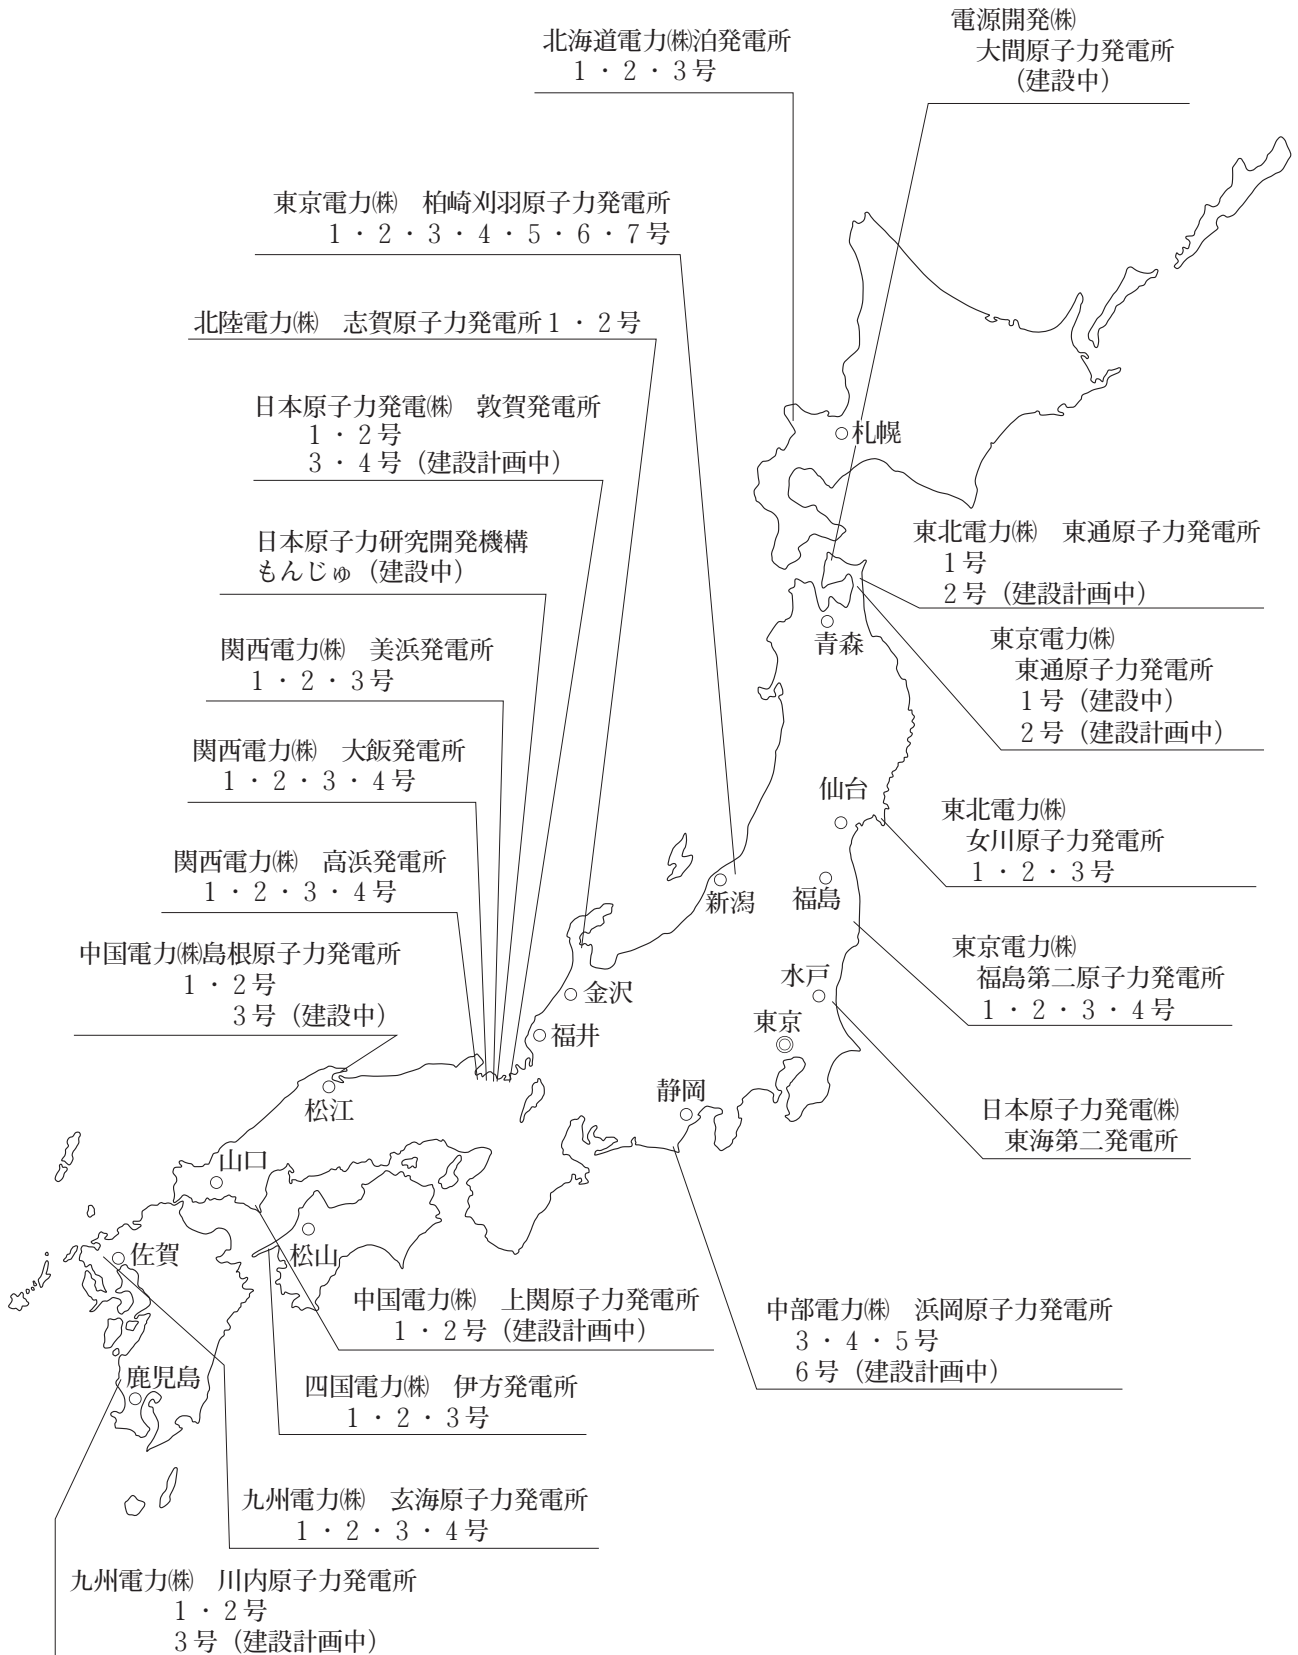 電源開発㈱
大間原子力発電所
（建設中）
北海道電力㈱泊発電所
1・2・3号
東京電力㈱　柏崎刈羽原子力発電所
1・2・3・4・5・6・7号
北陸電力㈱　志賀原子力発電所1・2号
日本原子力発電㈱　敦賀発電所
1・2号
3・4号（建設計画中）
日本原子力研究開発機構
もんじゅ（建設中）
関西電力㈱　美浜発電所
1・2・3号
関西電力㈱　大飯発電所
1・2・3・4号
関西電力㈱　高浜発電所
1・2・3・4号
中国電力㈱島根原子力発電所
1・2号
3号（建設中）
札幌
東北電力㈱　東通原子力発電所
1号
2号（建設計画中）
青森
東京電力㈱
東通原子力発電所
1号（建設中）
2号（建設計画中）
仙台
東北電力㈱
女川原子力発電所
1・2・3号
新潟
福島
東京電力㈱
福島第二原子力発電所
1・2・3・4号
水戸
金沢
東京
福井
静岡
松江
日本原子力発電㈱
東海第二発電所
山口
佐賀
松山
中国電力㈱　上関原子力発電所
1・2号（建設計画中）
中部電力㈱　浜岡原子力発電所
3・4・5号
6号（建設計画中）
鹿児島
四国電力㈱　伊方発電所
1・2・3号
九州電力㈱　玄海原子力発電所
1・2・3・4号
九州電力㈱　川内原子力発電所
1・2号
3号（建設計画中）